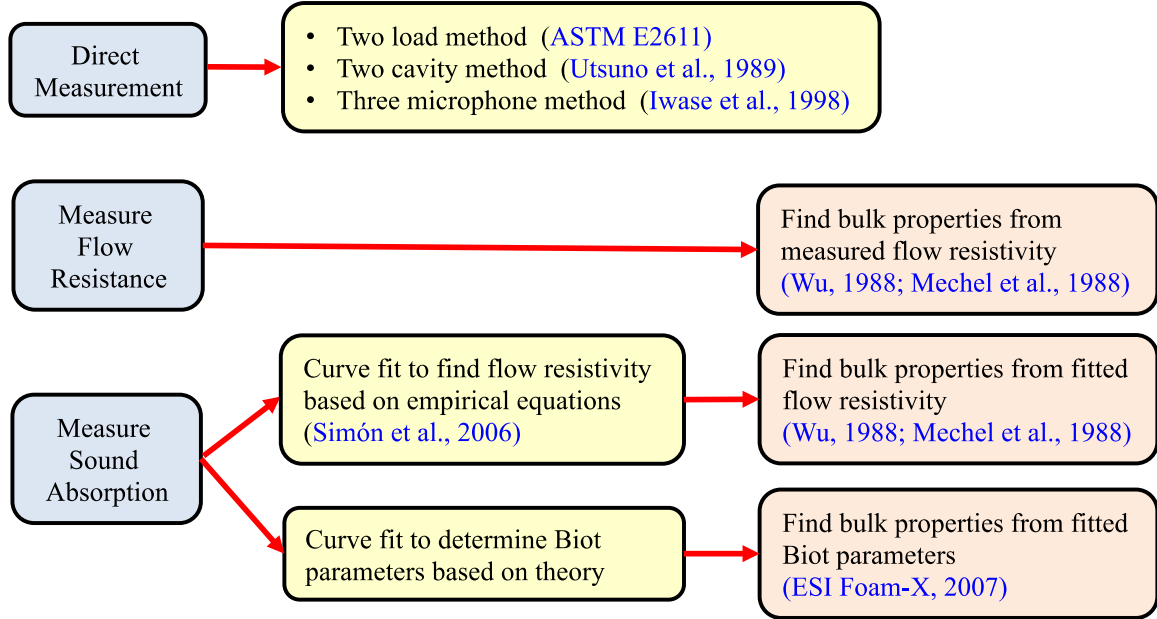 Direct
Measurement
• Two load method (ASTM E2611)
• Two cavity method (Utsuno et al., 1989)
• Three microphone method (Iwase et al., 1998)
Measure
Flow
Resistance
Find bulk properties from
measured flow resistivity
(Wu, 1988; Mechel et al., 1988)
Measure
Sound
Absorption
Curve fit to find flow resistivity
based on empirical equations
(Simón et al., 2006)
Find bulk properties from fitted
flow resistivity
(Wu, 1988; Mechel et al., 1988)
Curve fit to determine Biot
parameters based on theory
Find bulk properties from fitted
Biot parameters
(ESI Foam-X, 2007)